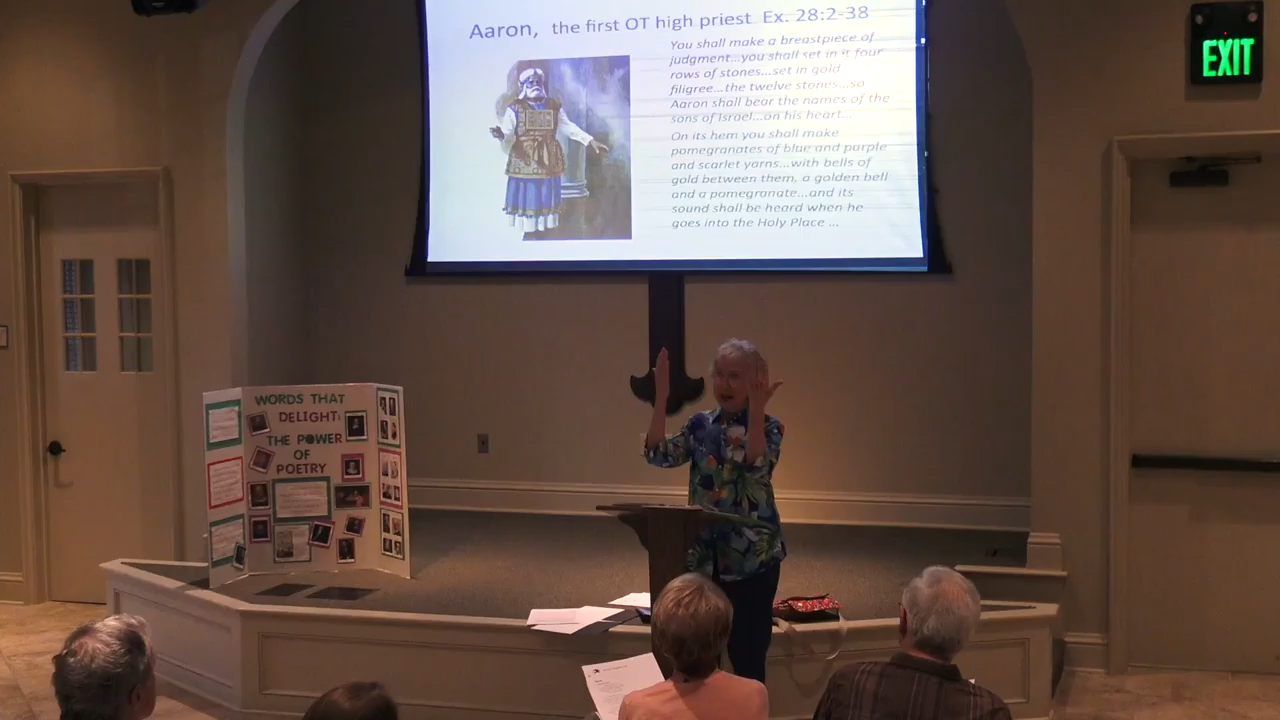 Aaron, the first OT high priest Ex. 28:2-38
You shall make a breastpiece of
judgment...you shall set in it four
rows of stones...set in gold
filigree...the twelve stones...so
Aaron shall bear the names of the
sons of Israel...on his heart...
On its hem you shall make
pomegranates of blue and purple
and scarlet yarns...with bells of
gold between them, a golden bell
and a pomegranate...and its
sound shall be heard when he
goes into the Holy Place ...
EXIT
WORDS THAT
DELIGHT:
THE POWER
OF
POETRY